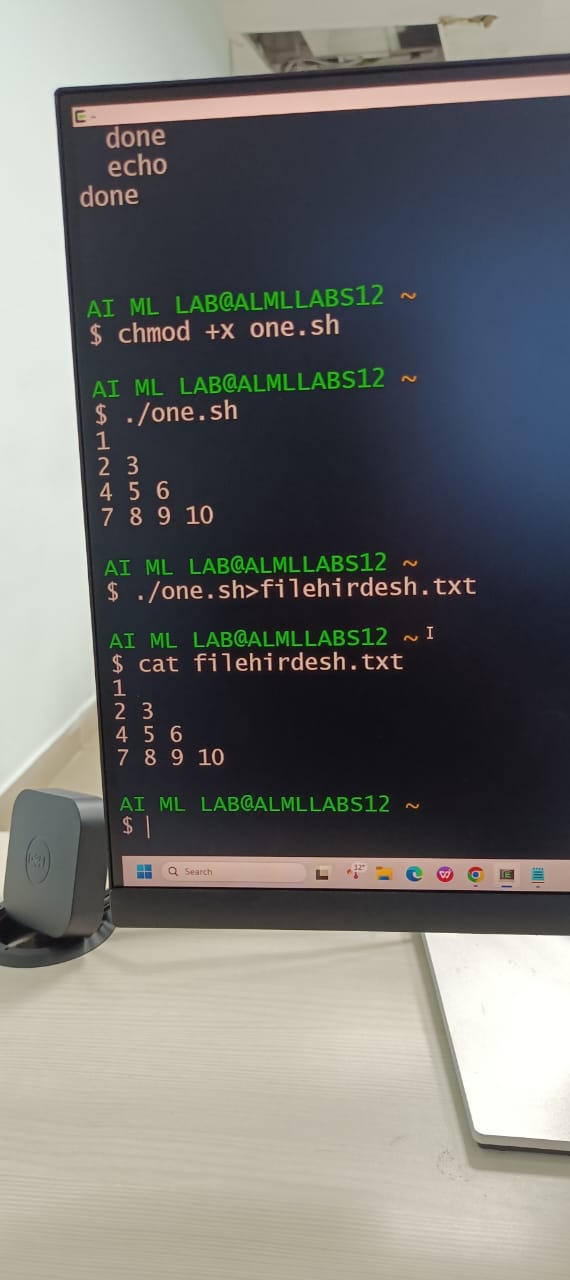 done
echo
done
AI ML LAB@ALMLLABS12 ~
$ chmod +x one.sh
AI ML LAB@ALMLLABS12 ~
$ ./one.sh
1
2 3
4 5 6
7 8 9 10
AI ML LAB@ALMLLABS12 ~
$ ./one.sh>filehirdesh.txt
AI ML LAB@ALMLLABS12 ~
$ cat filehirdesh.txt
1
2 3
4 5 6
7 8 9 10
AI ML LAB@ALMLLABS12 ~
$
Search
32°
DELL